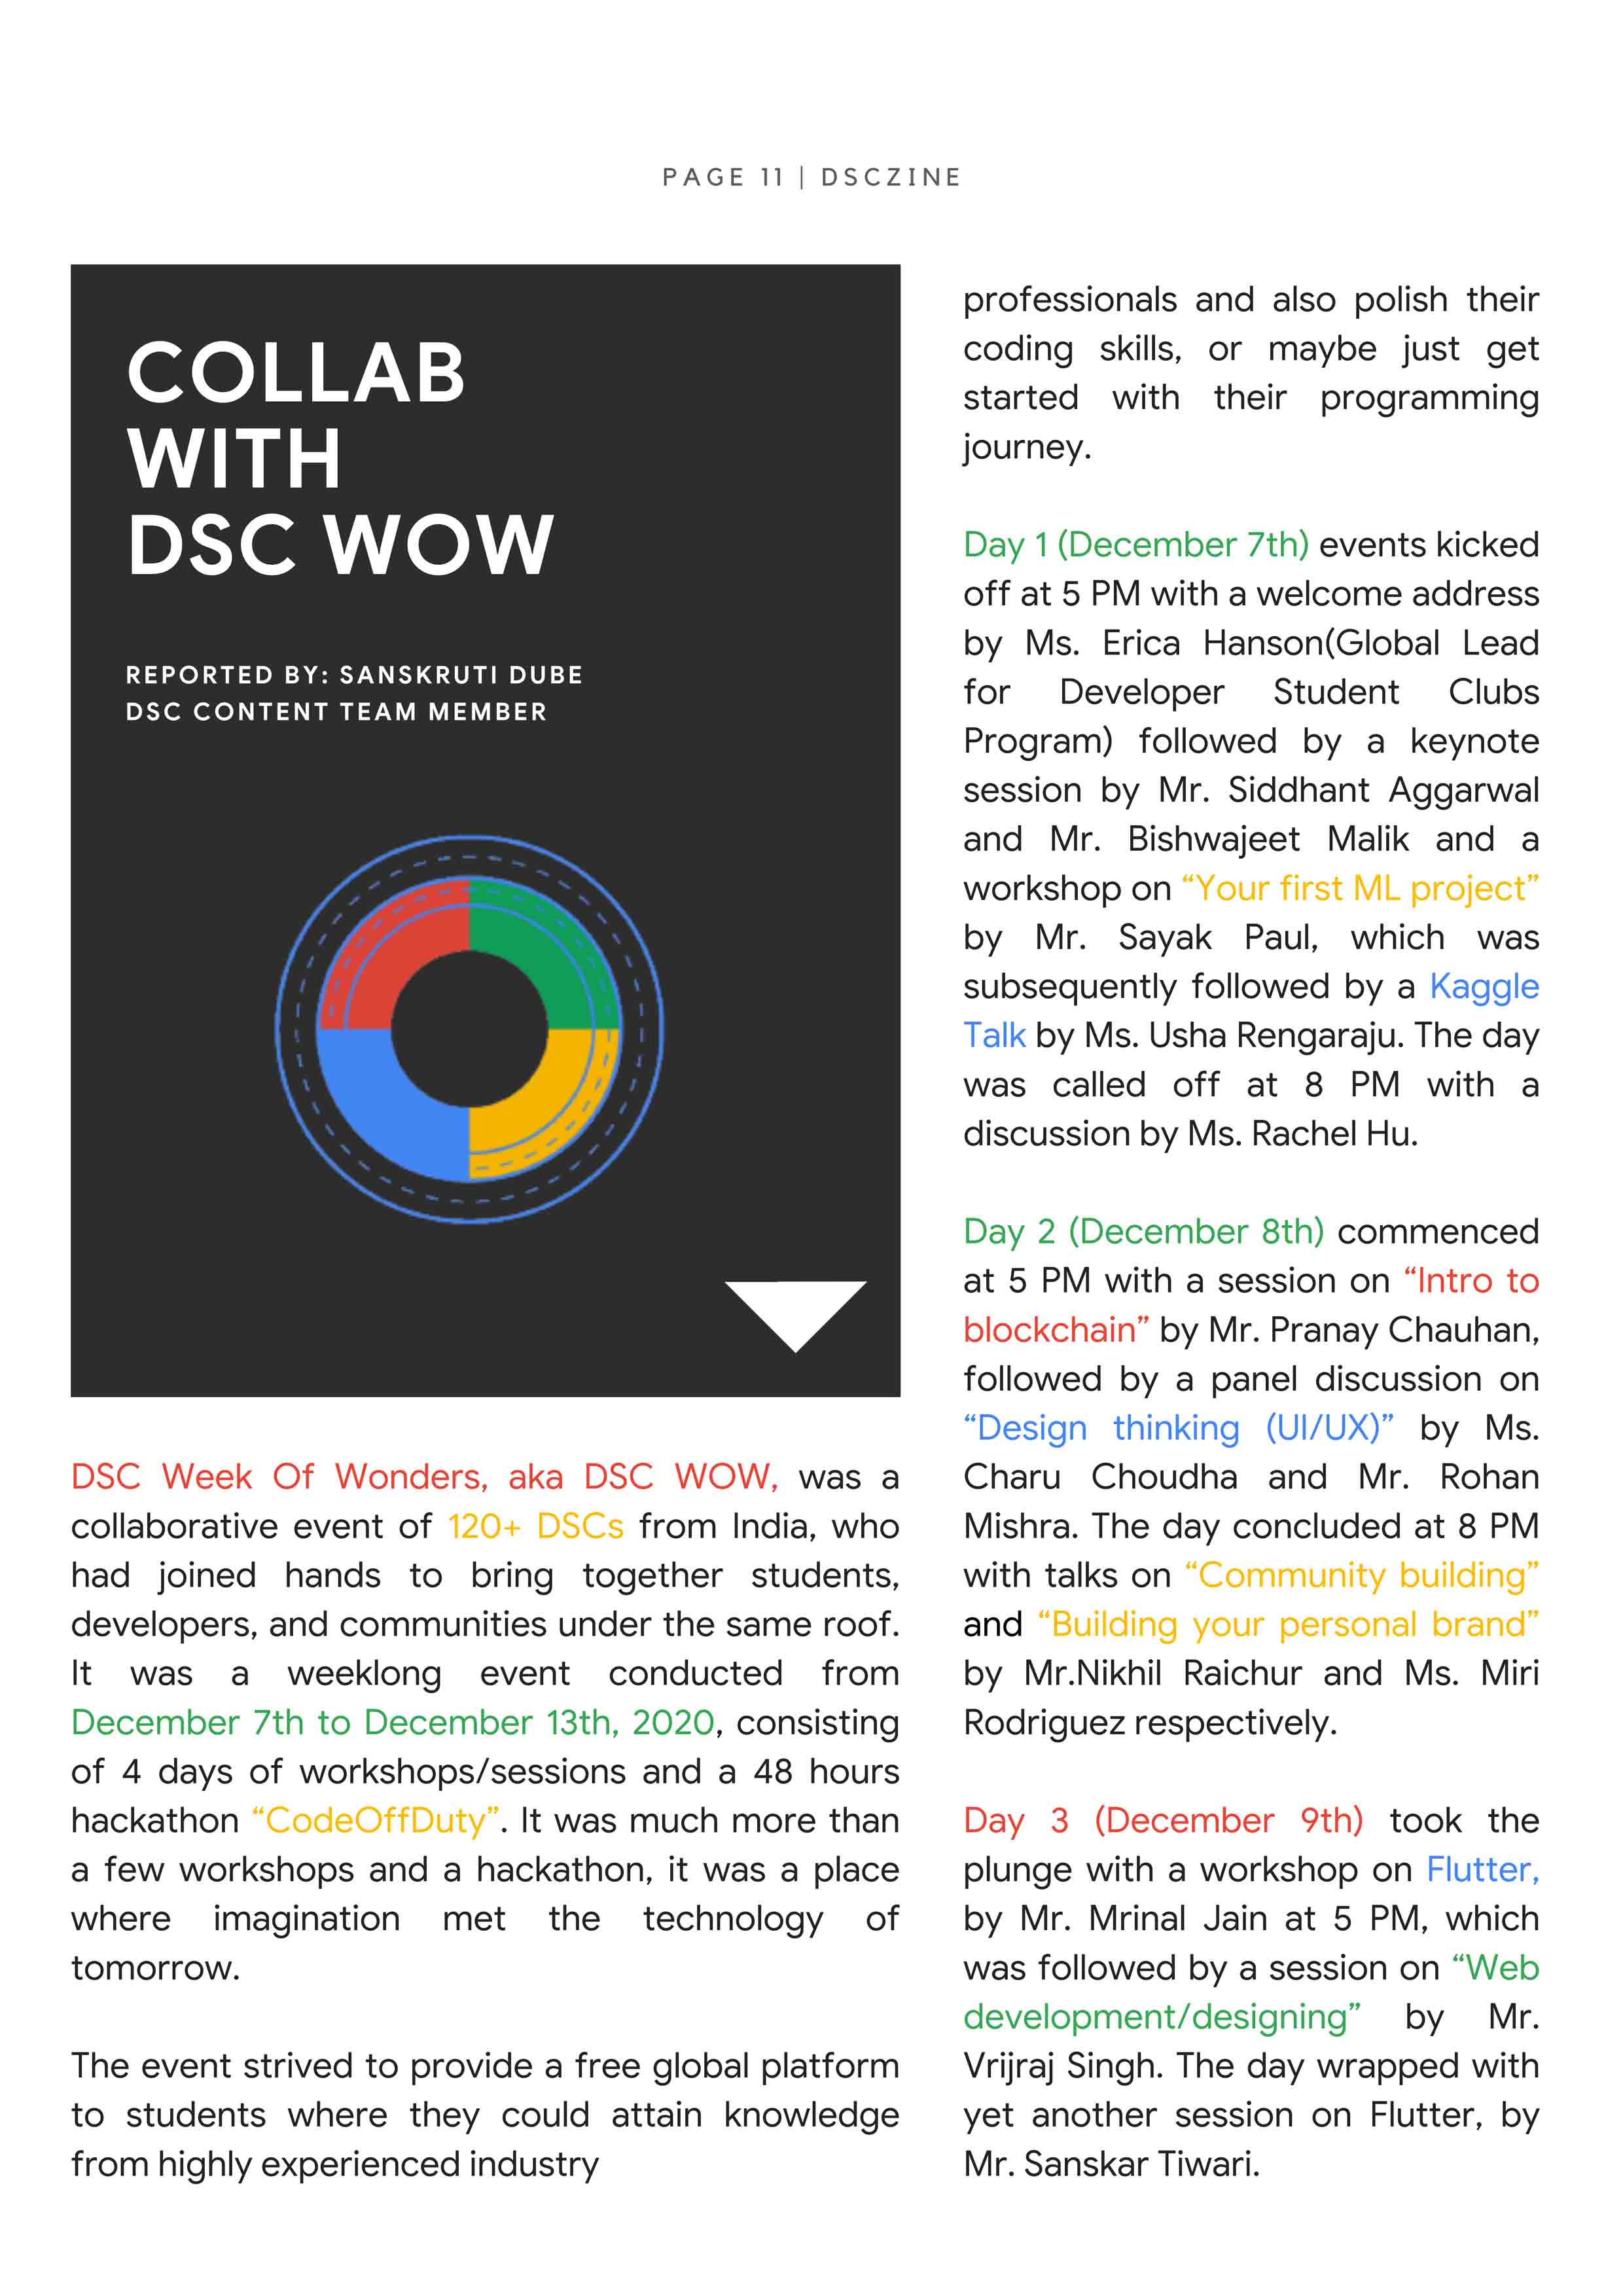 PAGE 11 | DSCZINE
COLLAB
WITH
DSC WOW
REPORTED BY: SANSKRUTI DUBE
DSC CONTENT TEAM MEMBER
DSC Week Of Wonders, aka DSC WOW, was a
collaborative event of 120+ DSCs from India, who
had joined hands to bring together students,
developers, and communities under the same roof.
It was a weeklong event conducted from
December 7th to December 13th, 2020, consisting
of 4 days of workshops/sessions and a 48 hours
hackathon “CodeOffDuty”. It was much more than
a few workshops and a hackathon, it was a place
where imagination met the technology of
tomorrow.
The event strived to provide a free global platform
to students where they could attain knowledge
from highly experienced industry
professionals and also polish their
coding skills, or maybe just get
started with their programming
journey.
Day 1 (December 7th) events kicked
off at 5 PM with a welcome address
by Ms. Erica Hanson(Global Lead
for Developer Student Clubs
Program) followed by a keynote
session by Mr. Siddhant Aggarwal
and Mr. Bishwajeet Malik and a
workshop on “Your first ML project”
by Mr. Sayak Paul, which was
subsequently followed by a Kaggle
Talk by Ms. Usha Rengaraju. The day
was called off at 8 PM with a
discussion by Ms. Rachel Hu.
Day 2 (December 8th) commenced
at 5 PM with a session on “Intro to
blockchain” by Mr. Pranay Chauhan,
followed by a panel discussion on
“Design thinking (UI/UX)” by Ms.
Charu Choudha and Mr. Rohan
Mishra. The day concluded at 8 PM
with talks on “Community building”
and “Building your personal brand”
by Mr.Nikhil Raichur and Ms. Miri
Rodriguez respectively.
Day 3 (December 9th) took the
plunge with a workshop on Flutter,
by Mr. Mrinal Jain at 5 PM, which
was followed by a session on “Web
development/designing” by Mr.
Vrijraj Singh. The day wrapped with
yet another session on Flutter, by
Mr. Sanskar Tiwari.